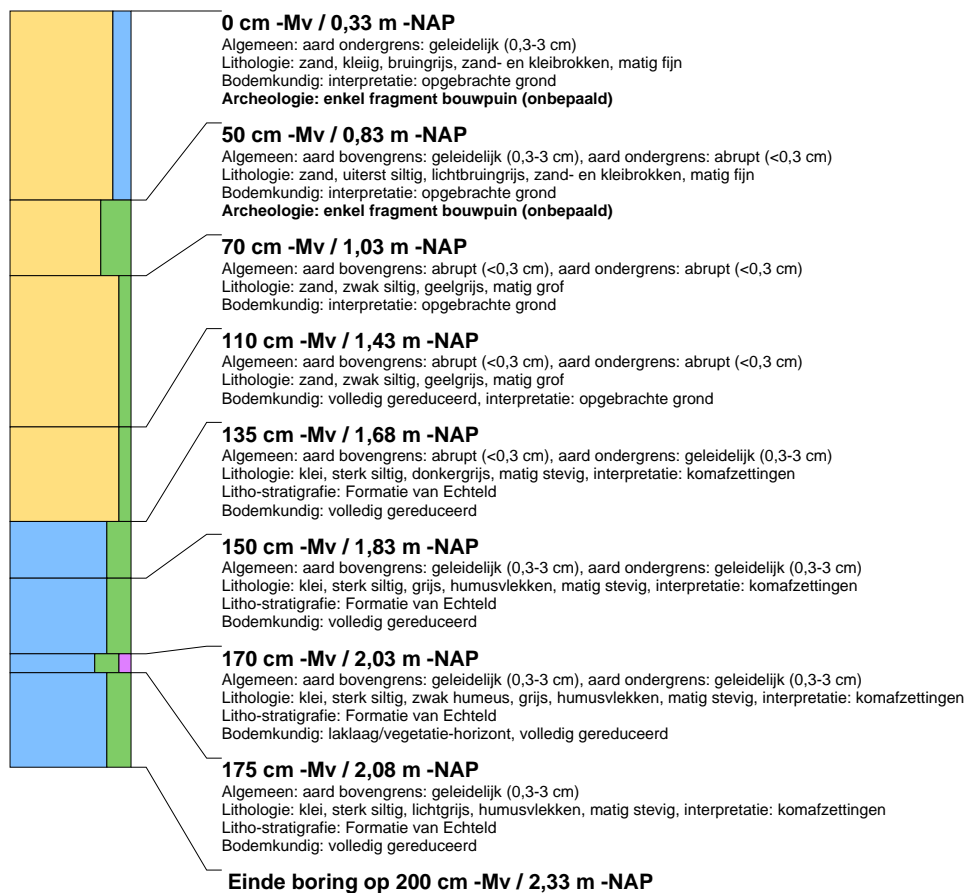 0 cm -Mv / 0,33 m -NAP
Algemeen: aard ondergrens: geleidelijk (0,3-3 cm)
Lithologie: zand, kleiig, bruingrijs, zand- en kleibrokken, matig fijn
Bodemkundig: interpretatie: opgebrachte grond
Archeologie: enkel fragment bouwpuin (onbepaald)
50 cm -Mv / 0,83 m -NAP
Algemeen: aard bovengrens: geleidelijk (0,3-3 cm), aard ondergrens: abrupt (<0,3 cm)
Lithologie: zand, uiterst siltig, lichtbruingrijs, zand- en kleibrokken, matig fijn
Bodemkundig: interpretatie: opgebrachte grond
Archeologie: enkel fragment bouwpuin (onbepaald)
70 cm -Mv / 1,03 m -NAP
Algemeen: aard bovengrens: abrupt (<0,3 cm), aard ondergrens: abrupt (<0,3 cm)
Lithologie: zand, zwak siltig, geelgrijs, matig grof
Bodemkundig: interpretatie: opgebrachte grond
110 cm -Mv / 1,43 m -NAP
Algemeen: aard bovengrens: abrupt (<0,3 cm), aard ondergrens: abrupt (<0,3 cm)
Lithologie: zand, zwak siltig, geelgrijs, matig grof
Bodemkundig: volledig gereduceerd, interpretatie: opgebrachte grond
135 cm -Mv / 1,68 m -NAP
Algemeen: aard bovengrens: abrupt (<0,3 cm), aard ondergrens: geleidelijk (0,3-3 cm)
Lithologie: klei, sterk siltig, donkergrijs, matig stevig, interpretatie: komafzettingen
Litho-stratigrafie: Formatie van Echteld
Bodemkundig: volledig gereduceerd
150 cm -Mv / 1,83 m -NAP
Algemeen: aard bovengrens: geleidelijk (0,3-3 cm), aard ondergrens: geleidelijk (0,3-3 cm)
Lithologie: klei, sterk siltig, grijs, humusvlekken, matig stevig, interpretatie: komafzettingen
Litho-stratigrafie: Formatie van Echteld
Bodemkundig: volledig gereduceerd
170 cm -Mv / 2,03 m -NAP
Algemeen: aard bovengrens: geleidelijk (0,3-3 cm), aard ondergrens: geleidelijk (0,3-3 cm)
Lithologie: klei, sterk siltig, zwak humeus, grijs, humusvlekken, matig stevig, interpretatie: komafzettingen
Litho-stratigrafie: Formatie van Echteld
Bodemkundig: laklaag/vegetatie-horizont, volledig gereduceerd
175 cm -Mv / 2,08 m -NAP
Algemeen: aard bovengrens: geleidelijk (0,3-3 cm)
Lithologie: klei, sterk siltig, lichtgrijs, humusvlekken, matig stevig, interpretatie: komafzettingen
Litho-stratigrafie: Formatie van Echteld
Bodemkundig: volledig gereduceerd
Einde boring op 200 cm -Mv / 2,33 m -NAP